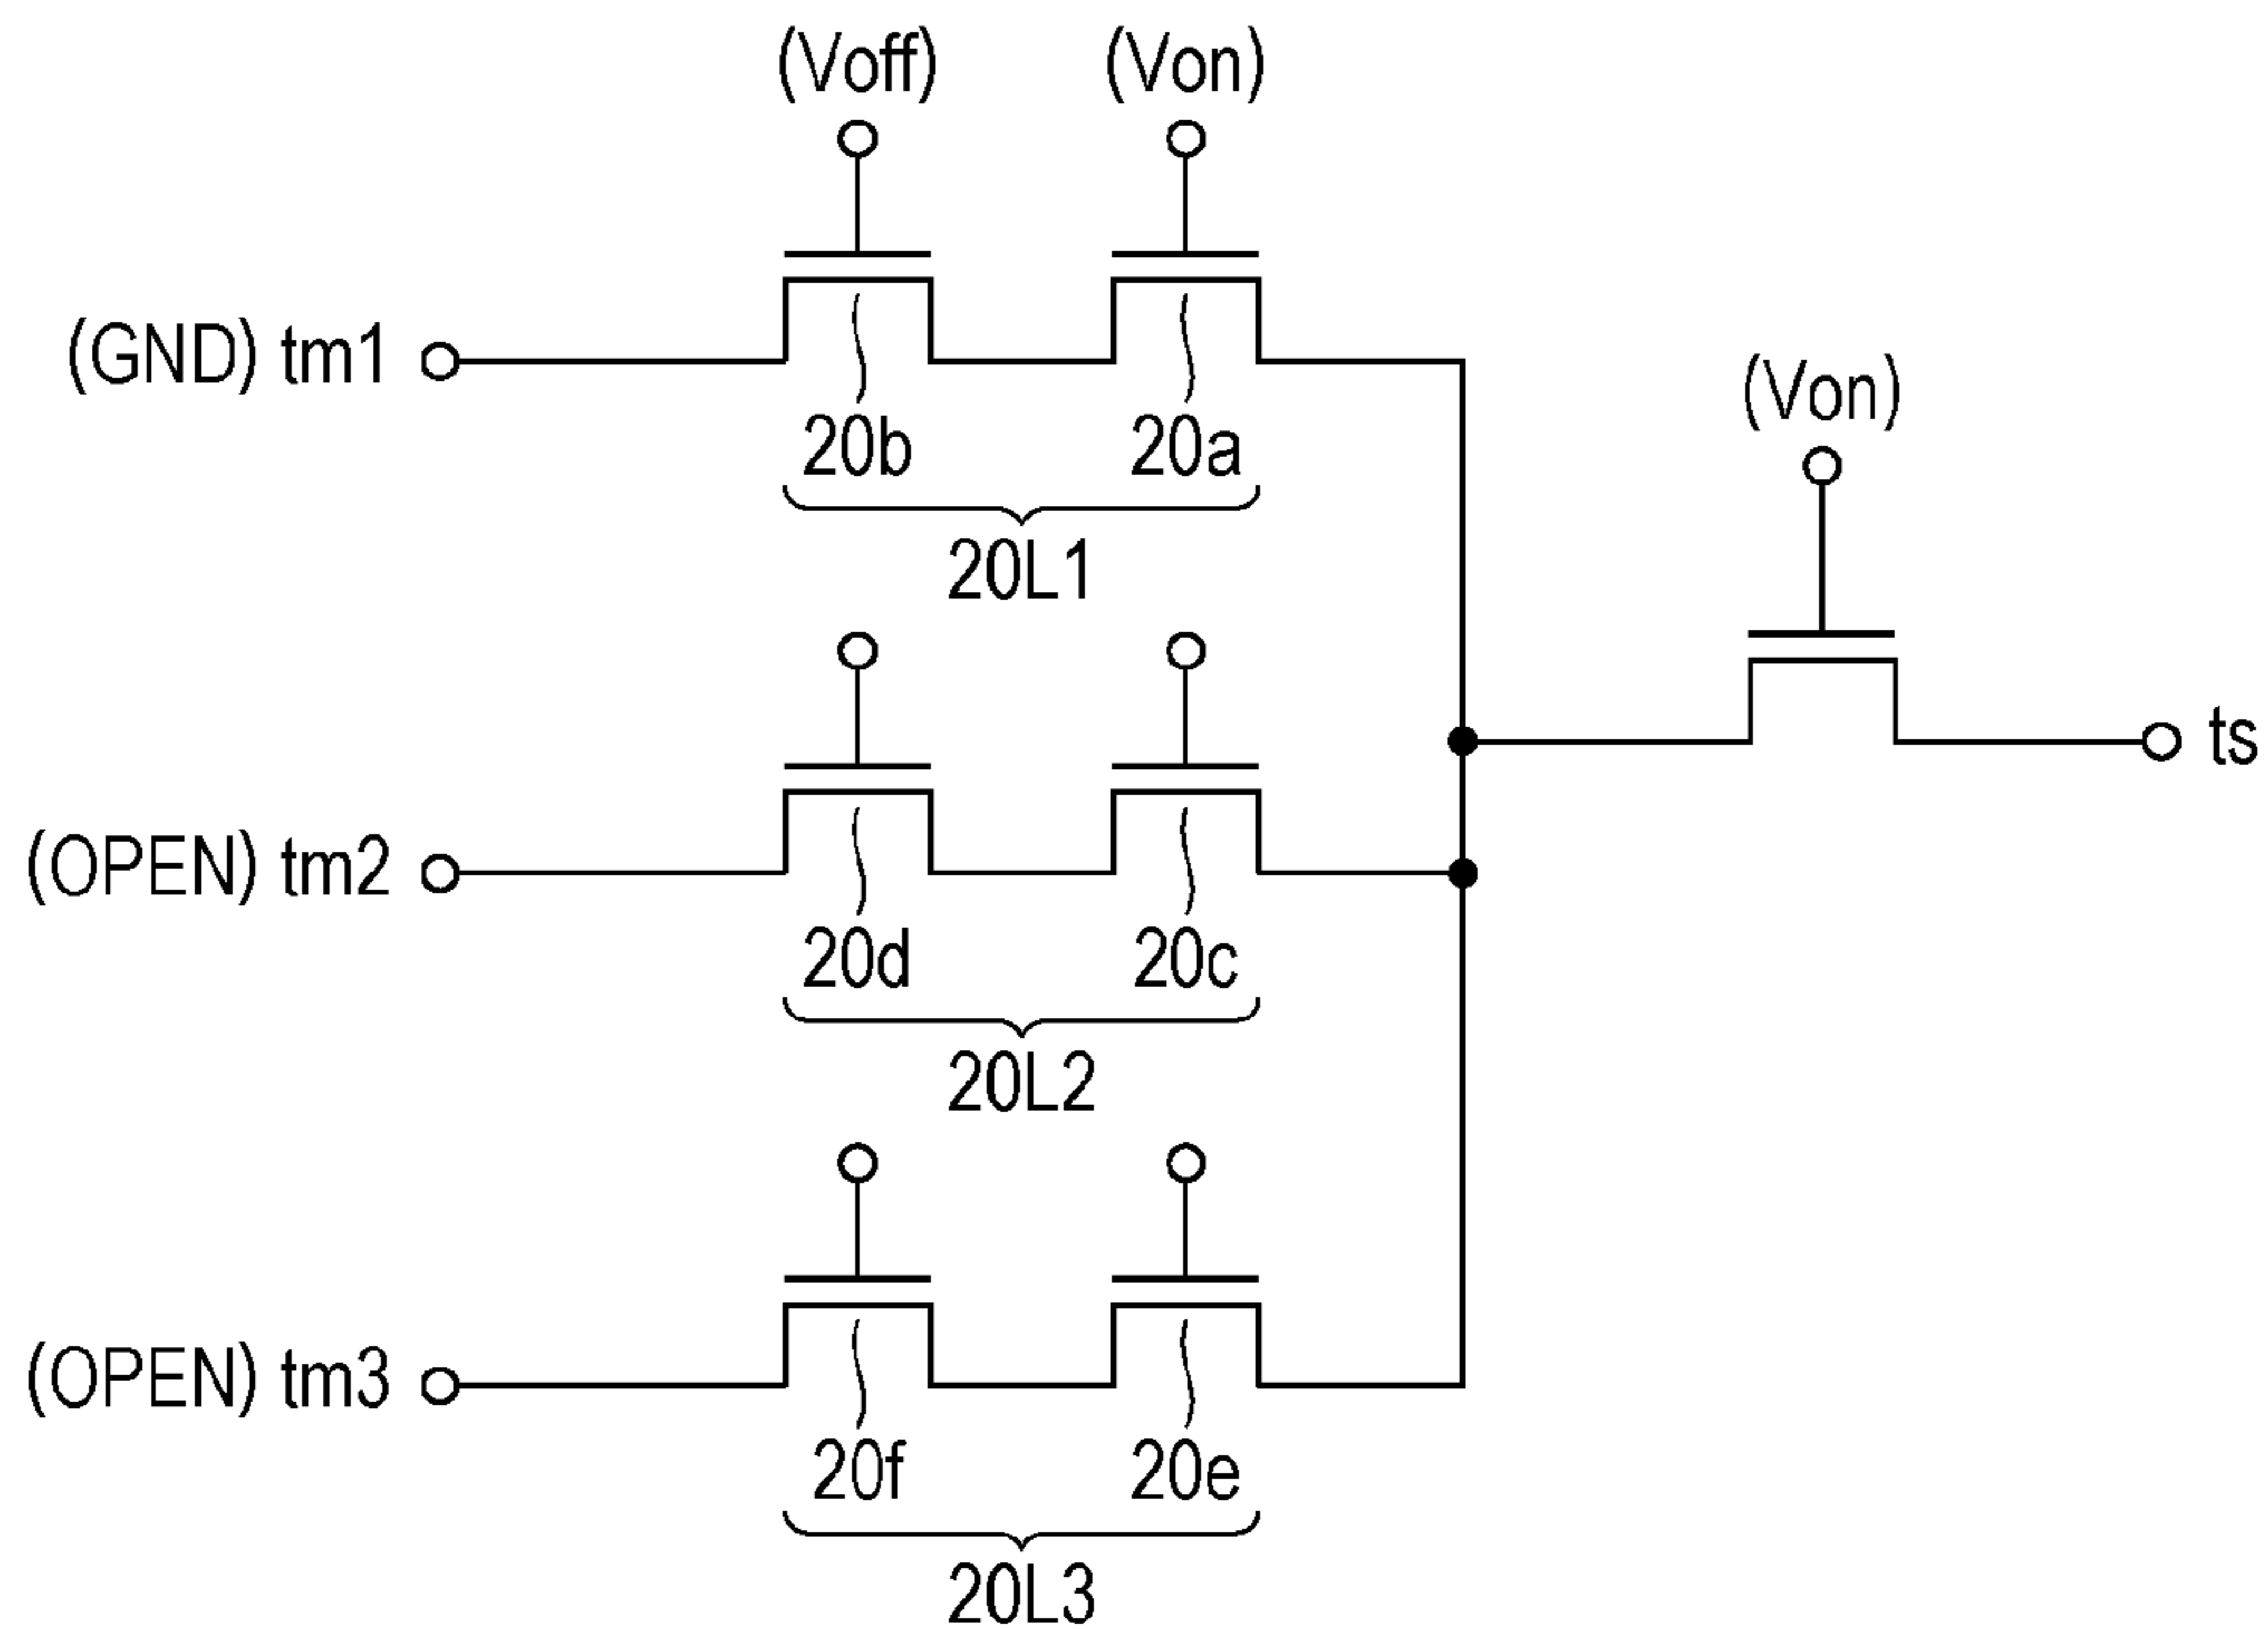 (Voff) (Von)
(GND) tm1
20b 20a
20L1
(Von)
ts
(OPEN) tm2
20d 20c
20L2
(OPEN) tm3
20f 20e
20L3